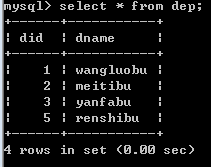 mysql> select * from dep;
+-----+-----------+
| did | dname     |
+-----+-----------+
|   1 | wangluobu |
|   2 | meitibu   |
|   3 | yanfabu   |
|   5 | renshibu  |
+-----+-----------+
4 rows in set (0.00 sec)